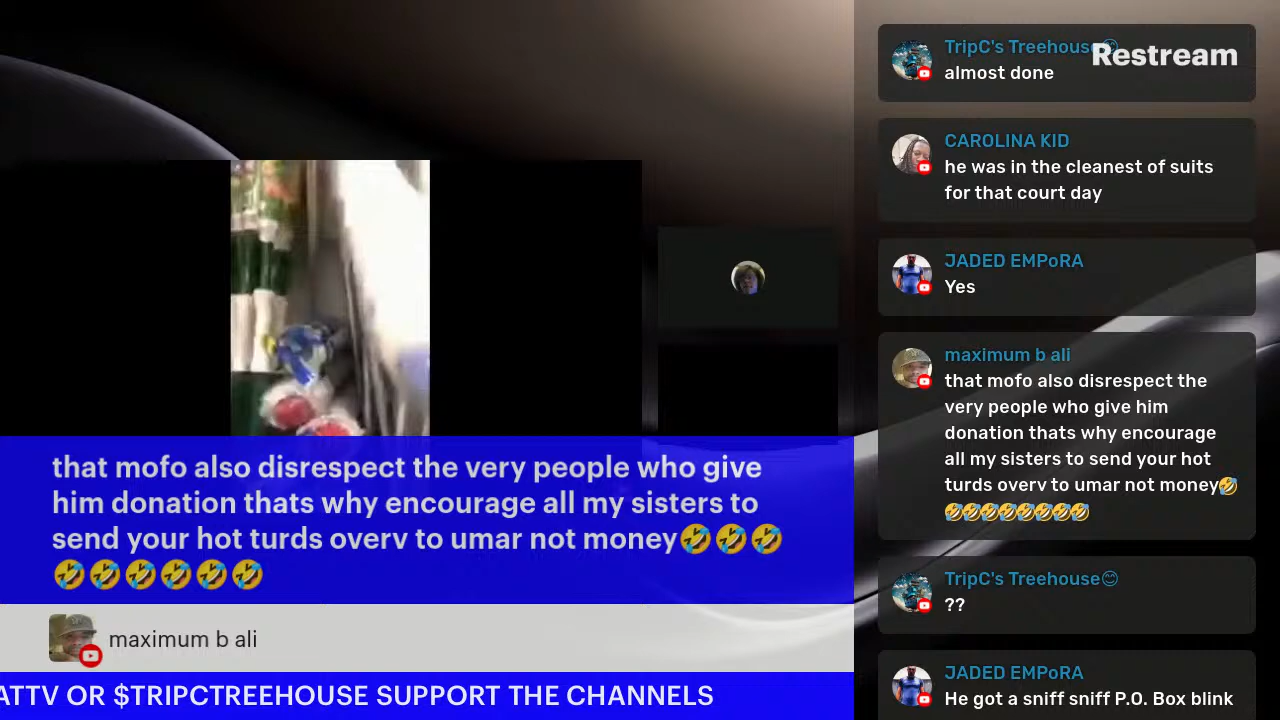 that mofo also disrespect the very people who give
him donation thats why encourage all my sisters to
send your hot turds overv to umar not money🤣🤣🤣
🤣🤣🤣🤣🤣🤣
maximum b ali
ATTV OR $TRIPCTREEHOUSE SUPPORT THE CHANNELS
Restream
TripC's Treehouse😊
almost done
CAROLINA KID
he was in the cleanest of suits
for that court day
JADED EMPoRA
Yes
maximum b ali
that mofo also disrespect the
very people who give him
donation thats why encourage
all my sisters to send your hot
turds overv to umar not money🤣
🤣🤣🤣🤣🤣🤣🤣🤣
TripC's Treehouse😊
??
JADED EMPoRA
He got a sniff sniff P.O. Box blink